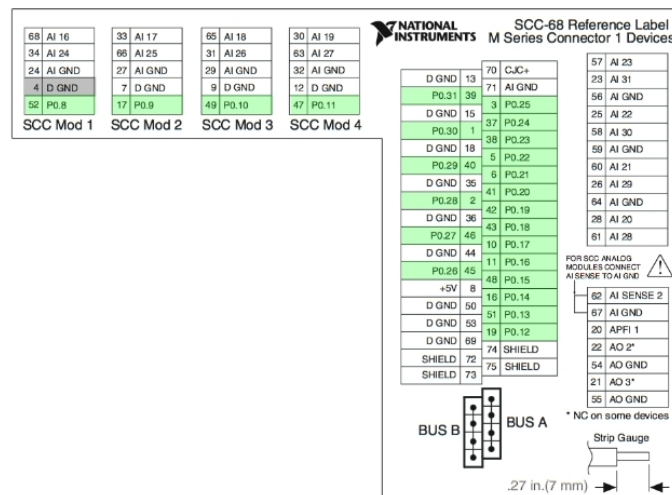 68 AI 16
34 AI 24
24 AI GND
4 D GND
52 P0.8
SCC Mod 1
33 AI 17
66 AI 25
27 AI GND
7 D GND
17 P0.9
SCC Mod 2
65 AI 18
31 AI 26
29 AI GND
9 D GND
49 P0.10
SCC Mod 3
30 AI 19
63 AI 27
32 AI GND
12 D GND
47 P0.11
SCC Mod 4
NATIONAL
INSTRUMENTS
SCC-68 Reference Label
M Series Connector 1 Devices
D GND 13
P0.31 39
D GND 15
P0.30 1
D GND 18
P0.29 40
D GND 35
P0.28 2
D GND 36
P0.27 46
D GND 44
P0.26 45
+5V 8
D GND 50
D GND 53
D GND 69
SHIELD 72
SHIELD 73
70 CJC+
71 AI GND
3 P0.25
37 P0.24
38 P0.23
5 P0.22
6 P0.21
41 P0.20
42 P0.19
43 P0.18
10 P0.17
11 P0.16
48 P0.15
16 P0.14
51 P0.13
19 P0.12
74 SHIELD
75 SHIELD
57 AI 23
23 AI 31
56 AI GND
25 AI 22
58 AI 30
59 AI GND
60 AI 21
26 AI 29
64 AI GND
28 AI 20
61 AI 28
FOR SCC ANALOG
MODULES CONNECT
AI SENSE TO AI GND
!
62 AI SENSE 2
67 AI GND
20 APFI 1
22 AO 2*
54 AO GND
21 AO 3*
55 AO GND
* NC on some devices
BUS B
BUS A
Strip Gauge
.27 in.(7 mm)